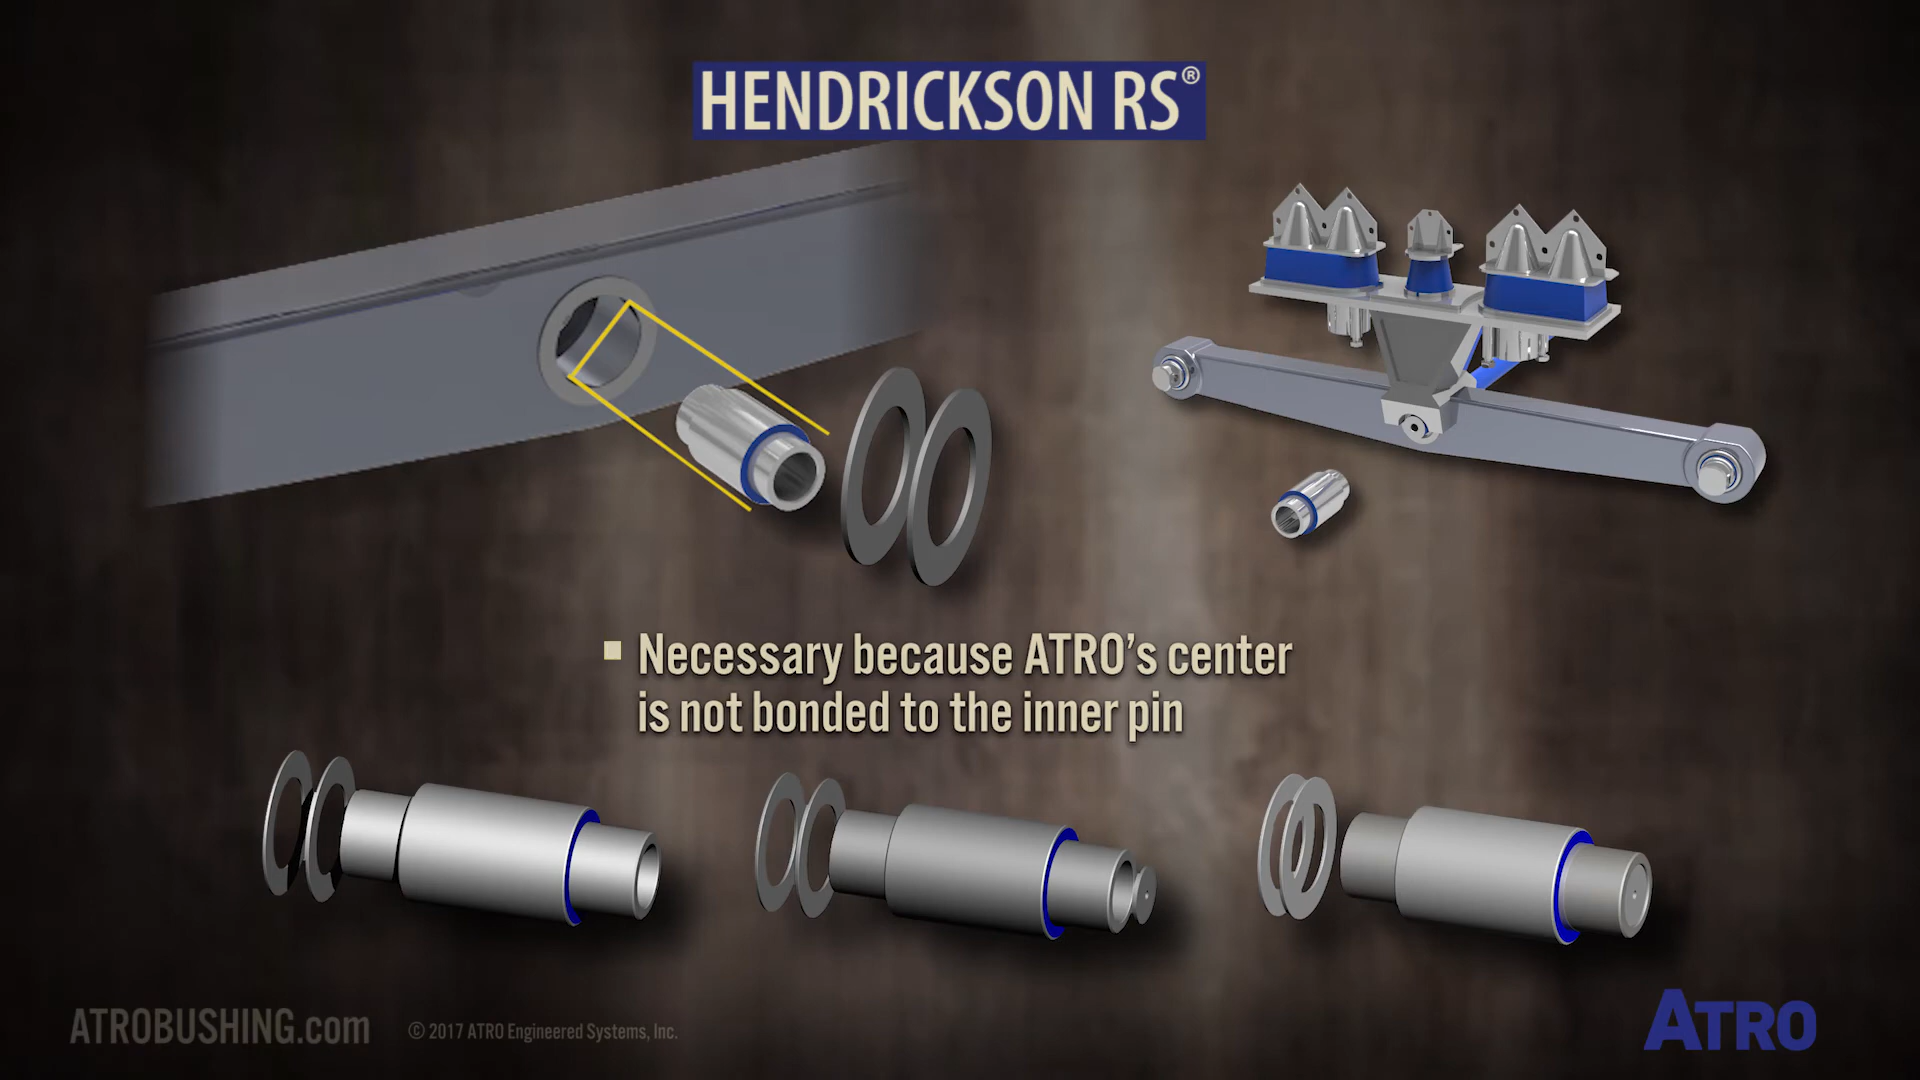 HENDRICKSON RS®
▪ Necessary because ATRO’s center
is not bonded to the inner pin
ATROBUSHING.com
© 2017 ATRO Engineered Systems, Inc.
ATRO